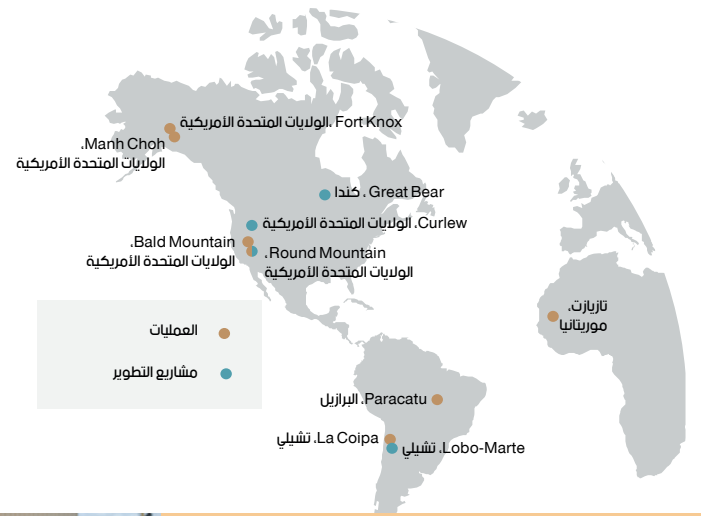 Fort Knox، الولايات المتحدة الأمريكية
Manh Choh،
الولايات المتحدة الأمريكية
Great Bear ، كندا
Curlew، الولايات المتحدة الأمريكية
Bald Mountain،
الولايات المتحدة الأمريكية
Round Mountain،
الولايات المتحدة الأمريكية
تازيازت،
موريتانيا
العمليات
مشاريع التطوير
Paracatu، البرازيل
La Coipa، تشيلي
Lobo-Marte، تشيلي